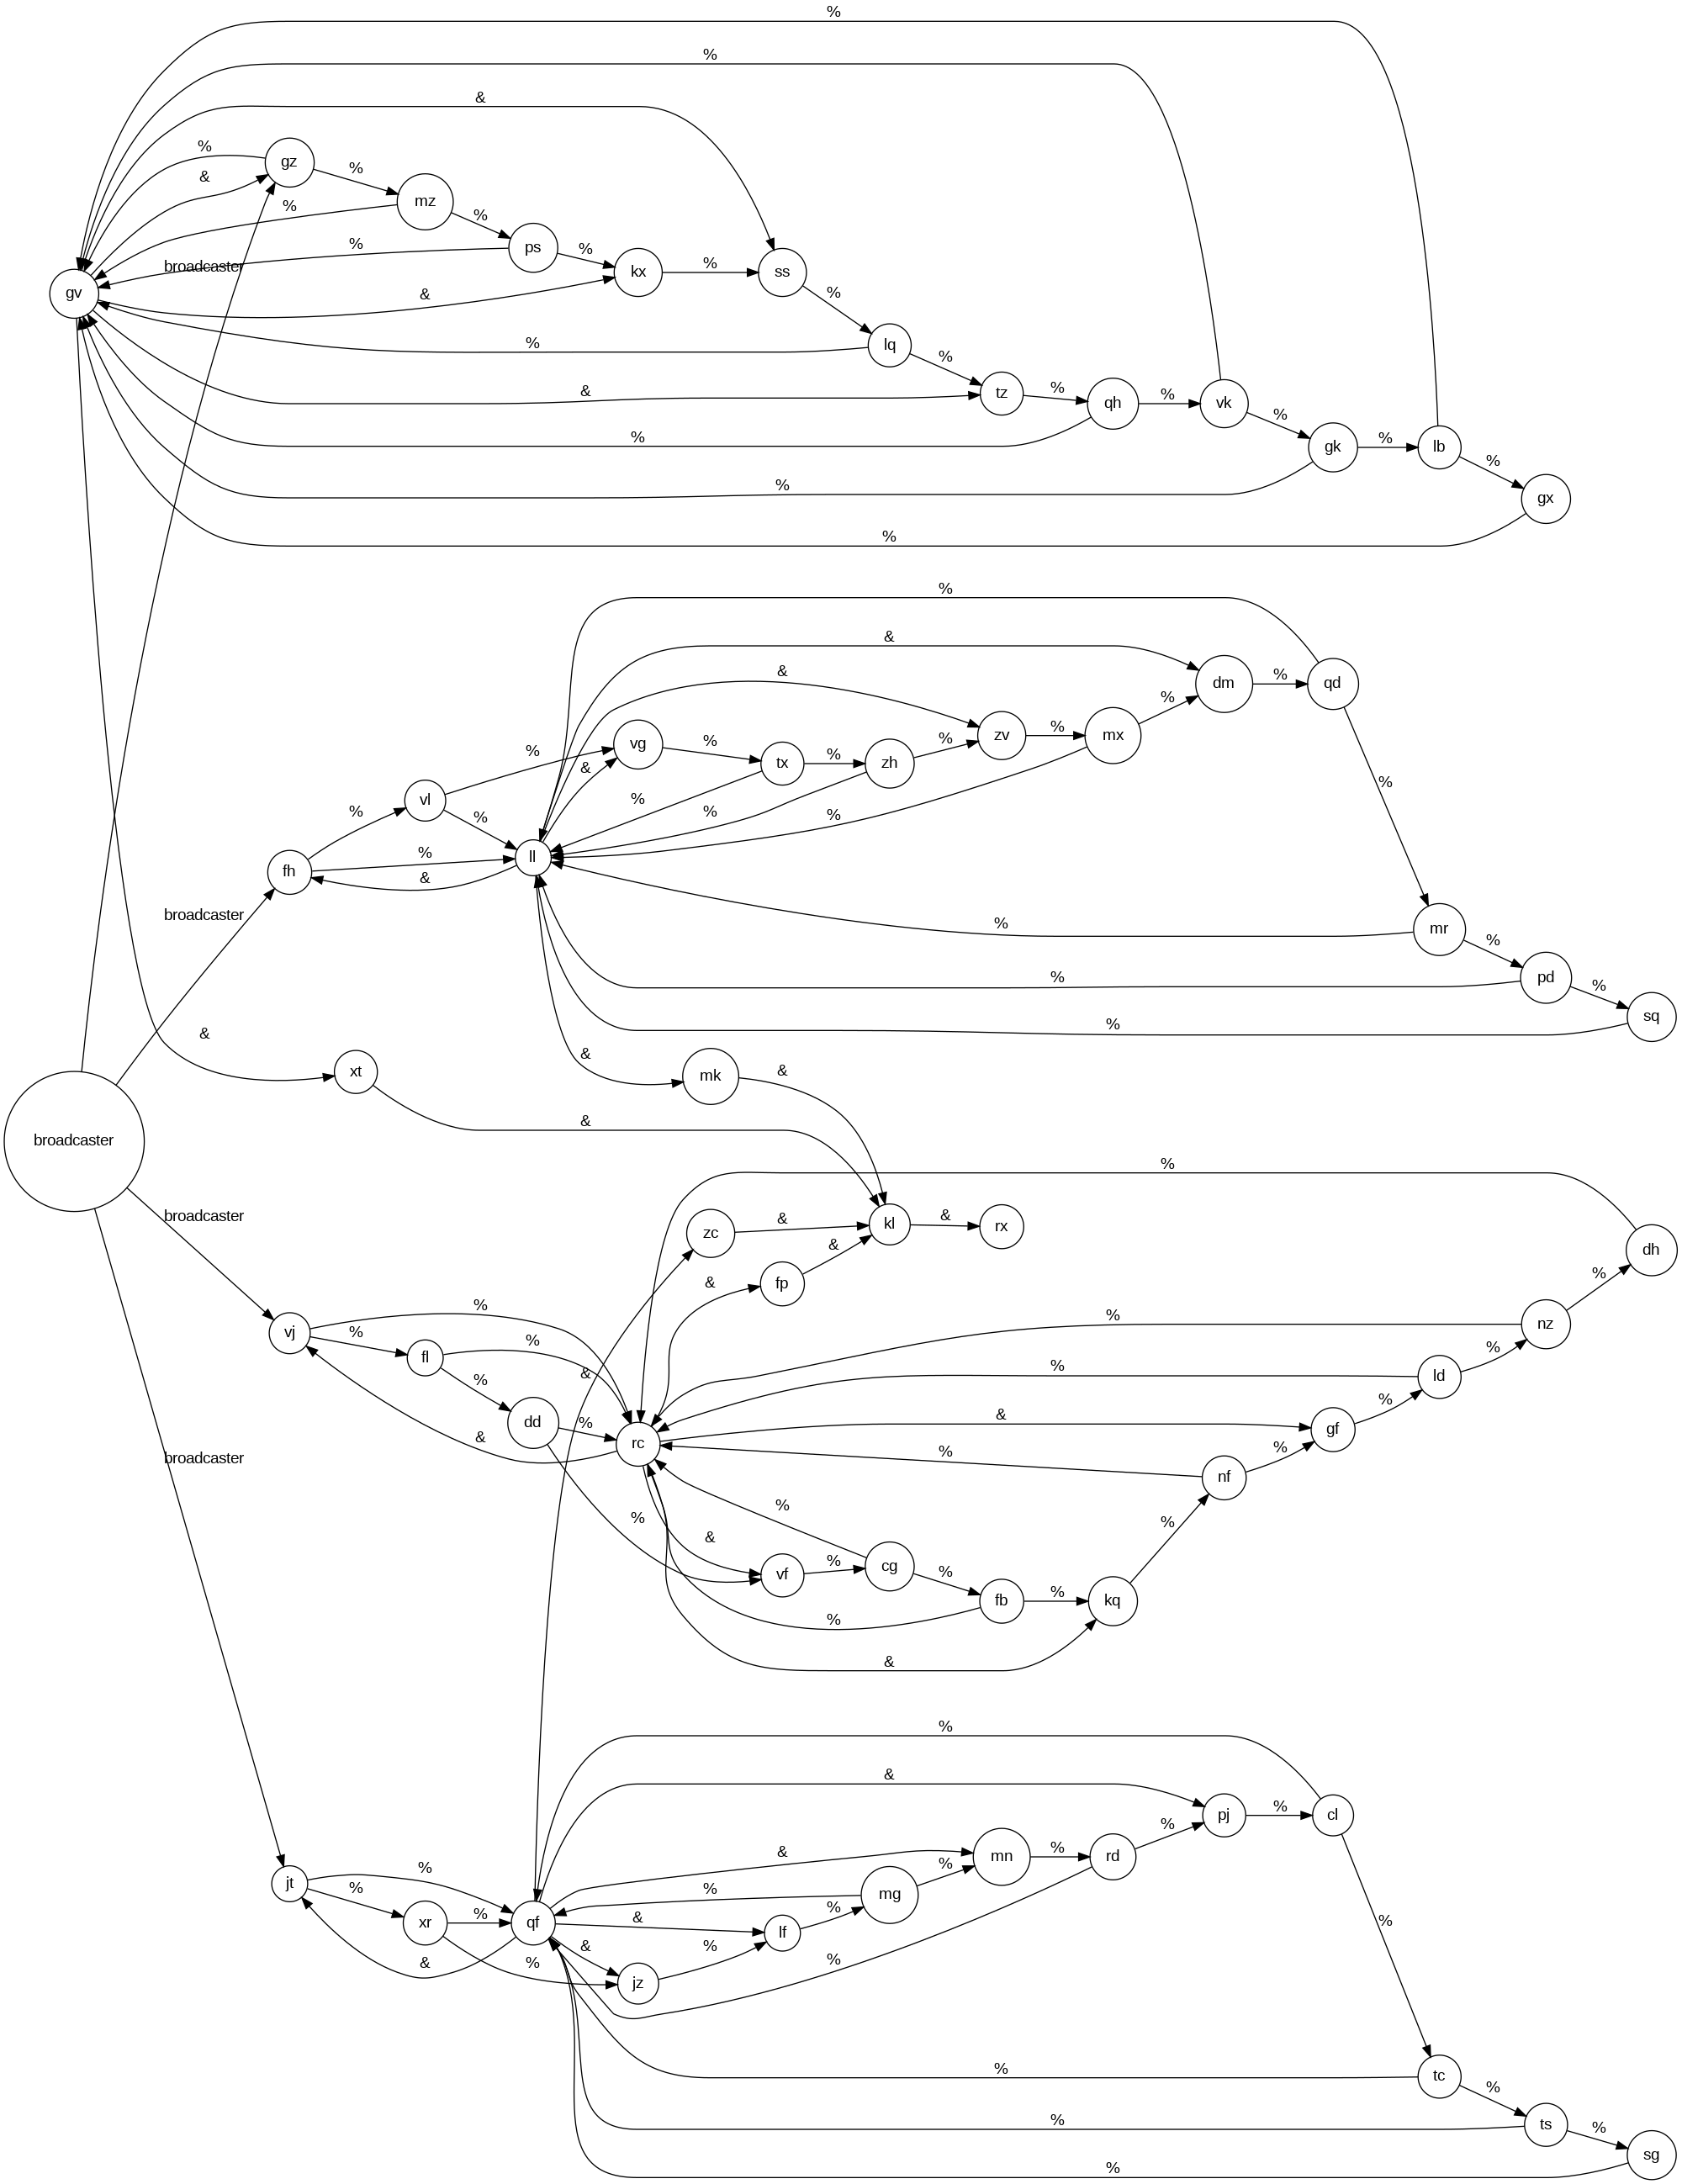 %
%
&
%
gz
%
&
mz
%
%
ps
%
%
broadcaster
kx
%
ss
gv
&
%
lq
%
%
tz
%
&
qh
%
vk
%
gk
%
lb
%
%
gx
%
%
%
&
&
dm
%
qd
%
zv
%
mx
vg
%
%
&
tx
%
zh
%
%
%
vl
%
%
%
%
ll
fh
%
&
broadcaster
%
mr
%
pd
%
%
sq
%
&
xt
&
mk
&
&
broadcaster
%
zc
&
kl
&
rx
broadcaster
fp
&
&
dh
%
vj
%
%
fl
%
%
%
nz
&
%
%
ld
%
dd
%
rc
&
gf
%
&
%
nf
%
broadcaster
%
%
&
vf
%
cg
%
fb
%
kq
%
%
&
%
&
pj
%
cl
%
&
mn
%
rd
%
jt
%
%
xr
%
qf
%
mg
%
&
lf
%
&
%
&
%
jz
%
%
%
tc
%
ts
%
%
sg
%